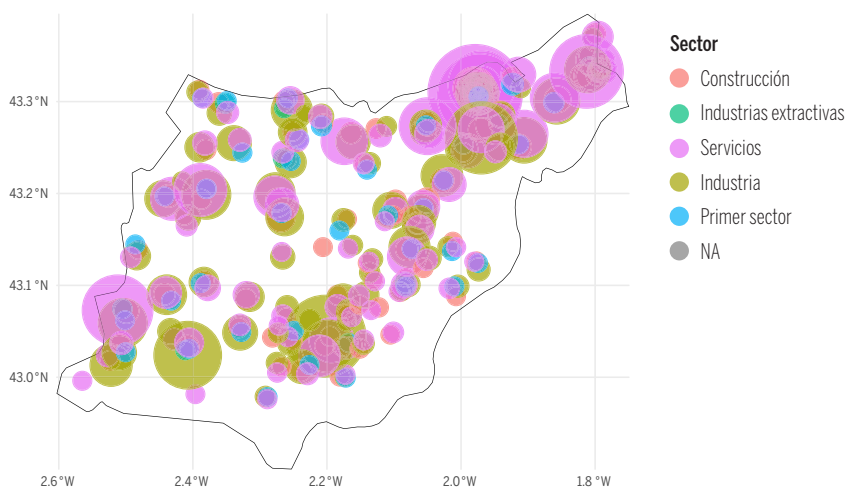 Sector
Construcción
Industrias extractivas
Servicios
Industria
Primer sector
NA
43.3°N
43.2°N
43.1°N
43.0°N
2.6°W 2.4°W 2.2°W 2.0°W 1.8°W